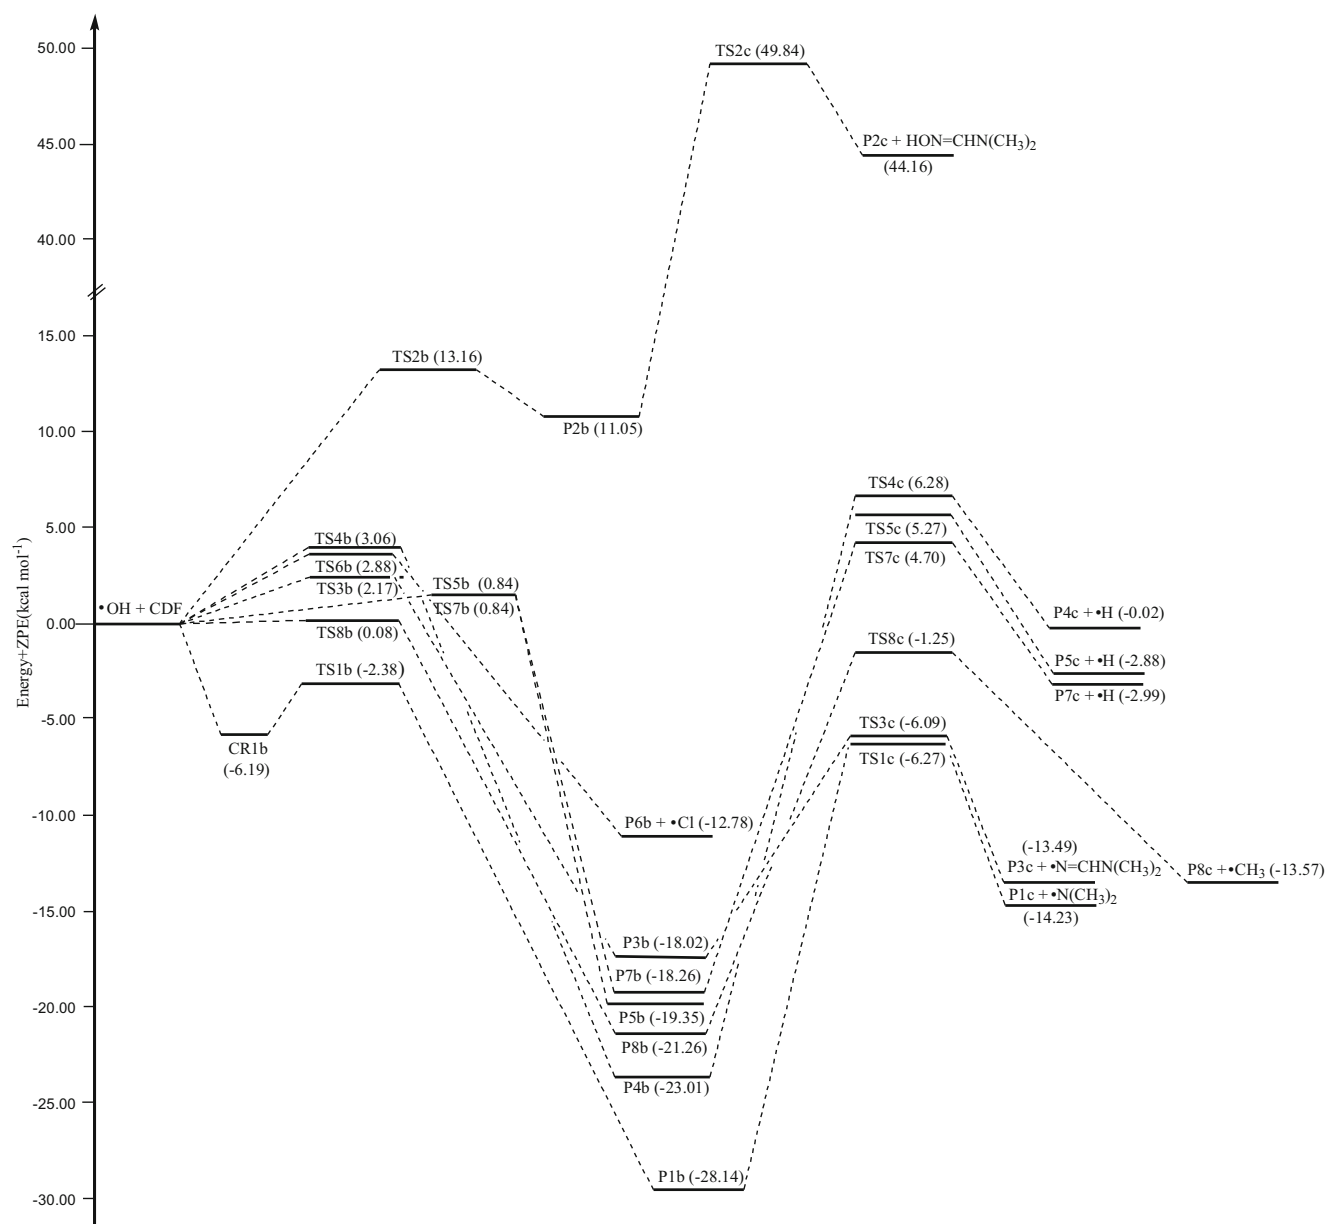 50.00
TS2c (49.84)
45.00
P2c + HON=CHN(CH3)2
(44.16)
40.00
15.00
TS2b (13.16)
10.00
P2b (11.05)
TS4c (6.28)
5.00
TS5c (5.27)
TS4b (3.06)
TS7c (4.70)
TS6b (2.88)
TS3b (2.17)
TS5b (0.84)
TS7b (0.84)
•OH + CDF
P4c + •H (-0.02)
0.00
TS8b (0.08)
TS8c (-1.25)
P5c + •H (-2.88)
TS1b (-2.38)
P7c + •H (-2.99)
Energy+ZPE(kcal mol-1)
-5.00
TS3c (-6.09)
CR1b
(-6.19)
TS1c (-6.27)
-10.00
P6b + •Cl (-12.78)
(-13.49)
P3c + •N=CHN(CH3)2
P8c + •CH3 (-13.57)
P1c + •N(CH3)2
(-14.23)
-15.00
P3b (-18.02)
P7b (-18.26)
-20.00
P5b (-19.35)
P8b (-21.26)
P4b (-23.01)
-25.00
P1b (-28.14)
-30.00